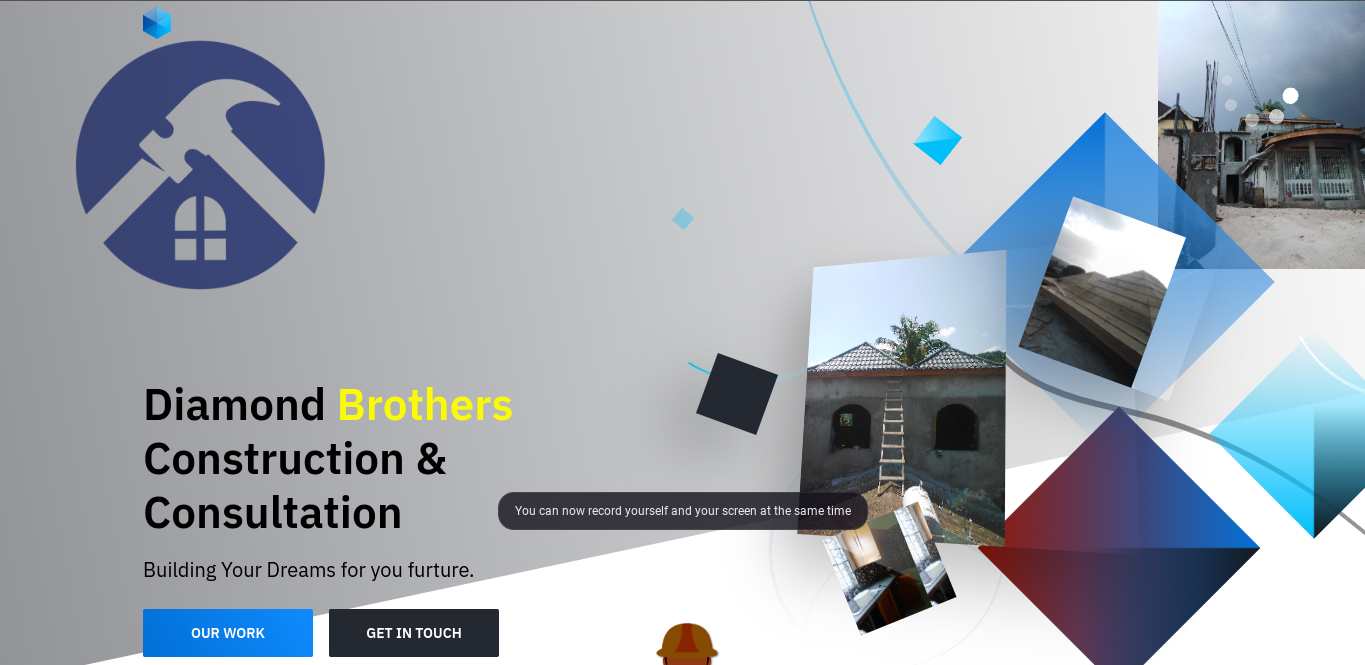 Diamond Brothers
Construction &
Consultation
You can now record yourself and your screen at the same time
Building Your Dreams for you furture.
OUR WORK
GET IN TOUCH